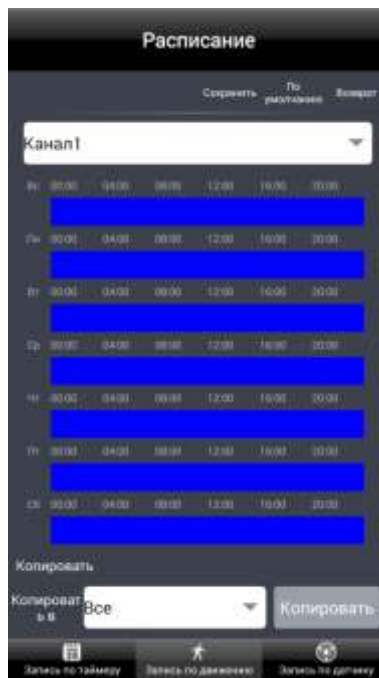 Расписание
Сохранить По умолчанию Возврат
Канал1
Вс 00:00 04:00 08:00 12:00 16:00 20:00
Пн 00:00 04:00 08:00 12:00 16:00 20:00
Вт 00:00 04:00 08:00 12:00 16:00 20:00
Ср 00:00 04:00 08:00 12:00 16:00 20:00
Чт 00:00 04:00 08:00 12:00 16:00 20:00
Пт 00:00 04:00 08:00 12:00 16:00 20:00
Сб 00:00 04:00 08:00 12:00 16:00 20:00
Копировать
Копироват
ь в
Все
Копировать
Запись по таймеру Запись по движению Запись по датчику